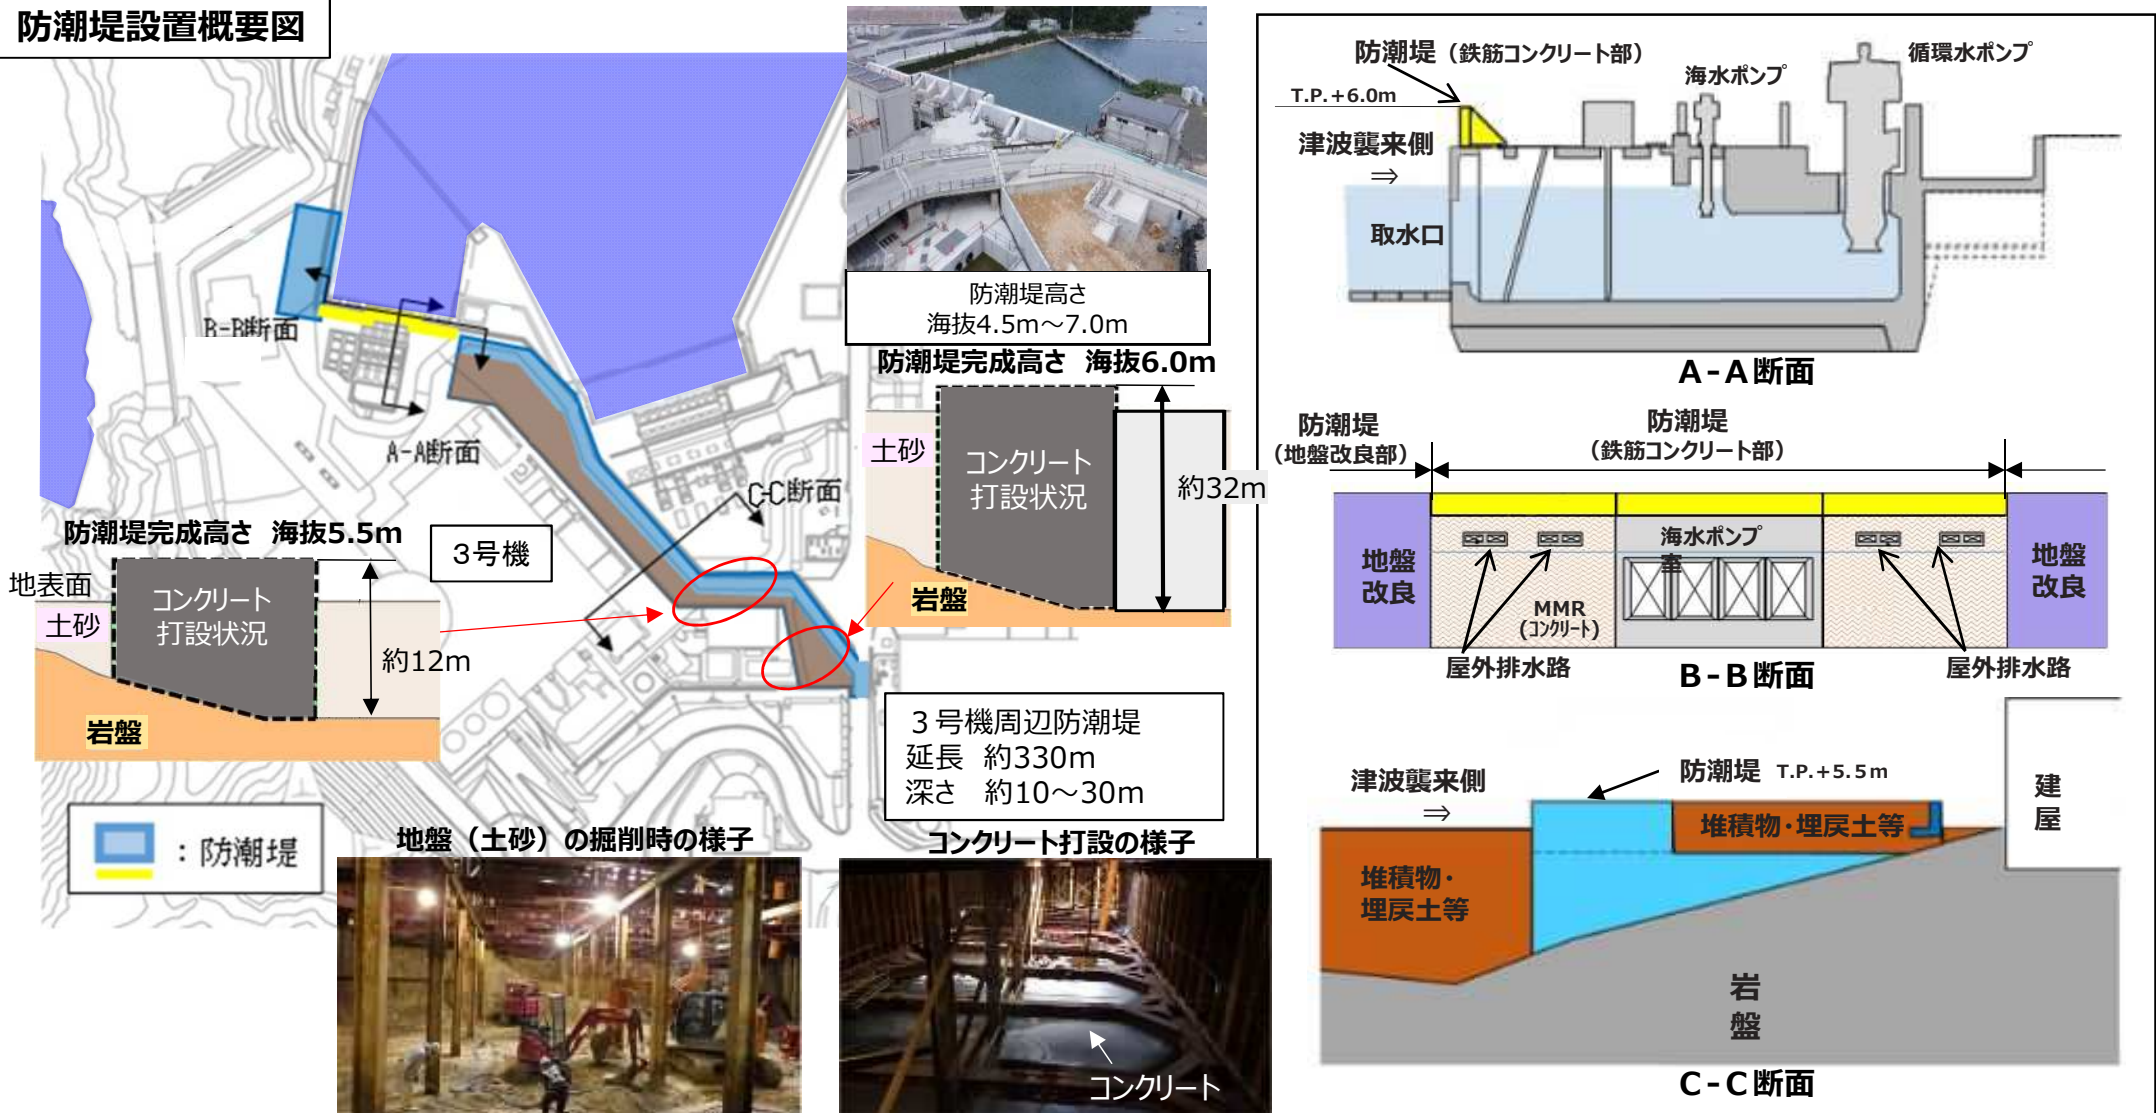 防潮堤設置概要図
防潮堤高さ
海抜4.5m～7.0m
B-B断面
A-A断面
C-C断面
3号機
防潮堤完成高さ 海抜6.0m
土砂
コンクリート
打設状況
約32m
岩盤
防潮堤完成高さ 海抜5.5m
地表面
土砂
コンクリート
打設状況
約12m
岩盤
３号機周辺防潮堤
延長 約330m
深さ 約10～30m
：防潮堤
地盤（土砂）の掘削時の様子
コンクリート打設の様子
コンクリート
防潮堤（鉄筋コンクリート部）
循環水ポンプ
海水ポンプ
T.P.+6.0m
津波襲来側
⇒
取水口
A-A断面
防潮堤
(地盤改良部)
防潮堤
(鉄筋コンクリート部)
地盤
改良
海水ポンプ
室
地盤
改良
MMR
(コンクリート)
屋外排水路
屋外排水路
B-B断面
津波襲来側
⇒
防潮堤 T.P.+5.5m
建屋
堆積物・埋戻土等
堆積物・
埋戻土等
岩盤
C-C断面